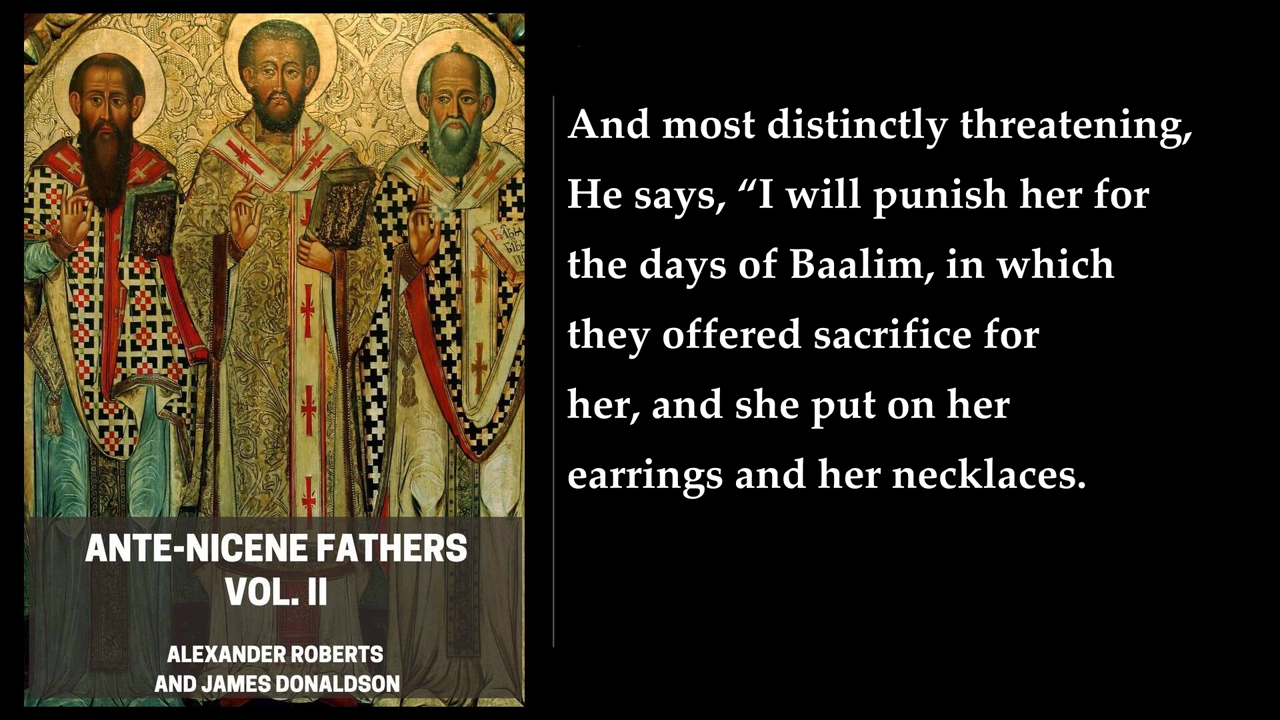 And most distinctly threatening,
He says, “I will punish her for
the days of Baalim, in which
they offered sacrifice for
her, and she put on her
earrings and her necklaces.
ANTE-NICENE FATHERS
VOL. II
ALEXANDER ROBERTS
AND JAMES DONALDSON